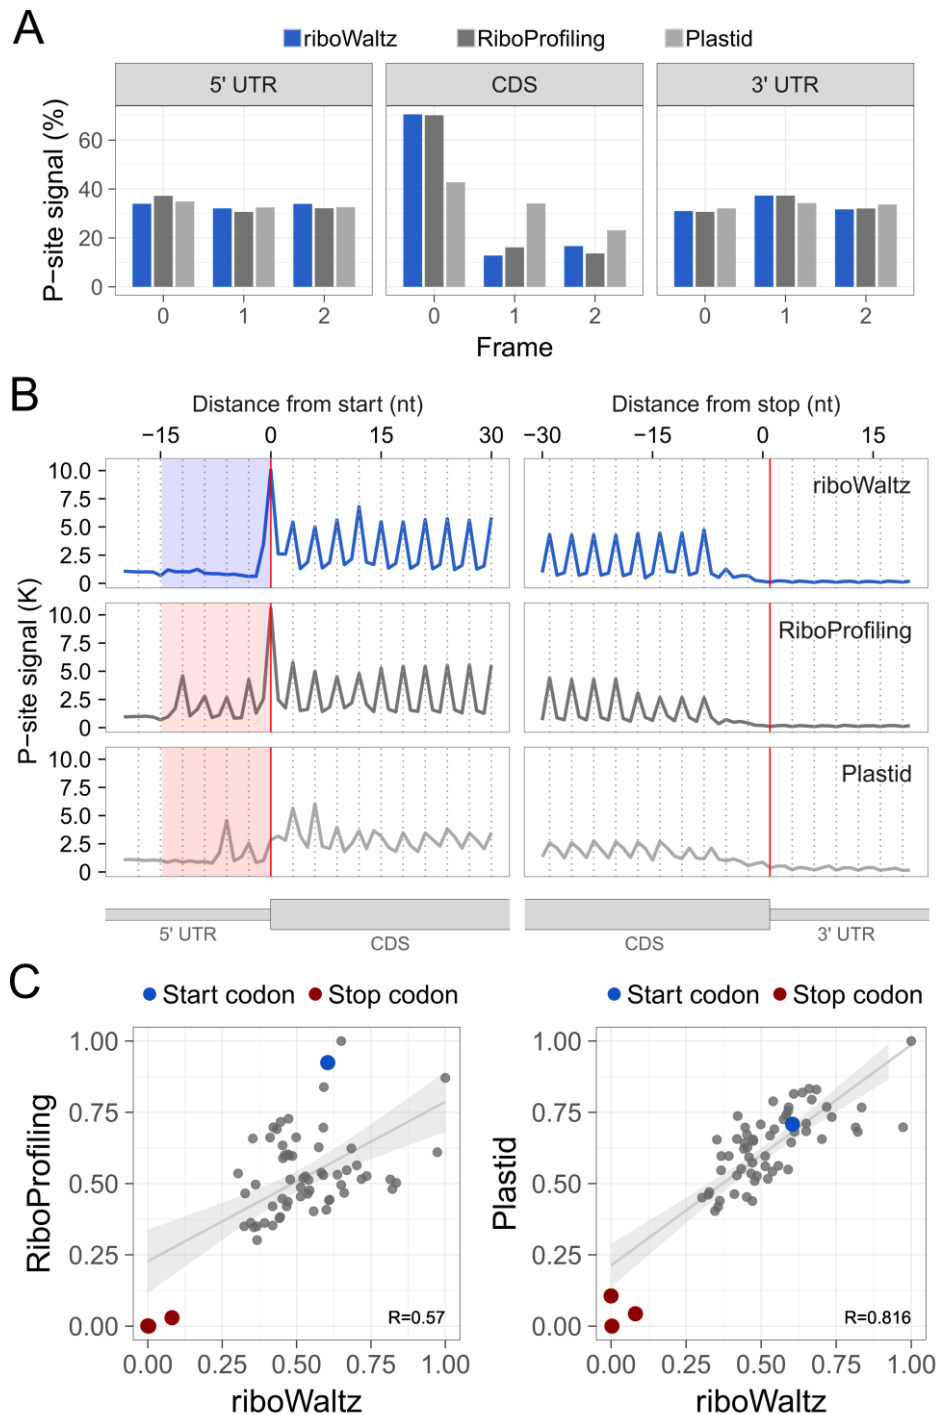 A
riboWaltz RiboProfiling Plastid
5' UTR CDS 3' UTR
P−site signal (%)
60
40
20
0
0 1 2 0 1 2 0 1 2
Frame
B
Distance from start (nt) Distance from stop (nt)
−15 0 15 30 −30 −15 0 15
P−site signal (K)
10.0
7.5
5.0
2.5
0
riboWaltz
10.0
7.5
5.0
2.5
0
RiboProfiling
10.0
7.5
5.0
2.5
0
Plastid
5' UTR CDS CDS 3' UTR
C
Start codon Stop codon Start codon Stop codon
RiboProfiling
1.00
0.75
0.50
0.25
0.00
R=0.57
0.00 0.25 0.50 0.75 1.00
riboWaltz
Plastid
1.00
0.75
0.50
0.25
0.00
R=0.816
0.00 0.25 0.50 0.75 1.00
riboWaltz